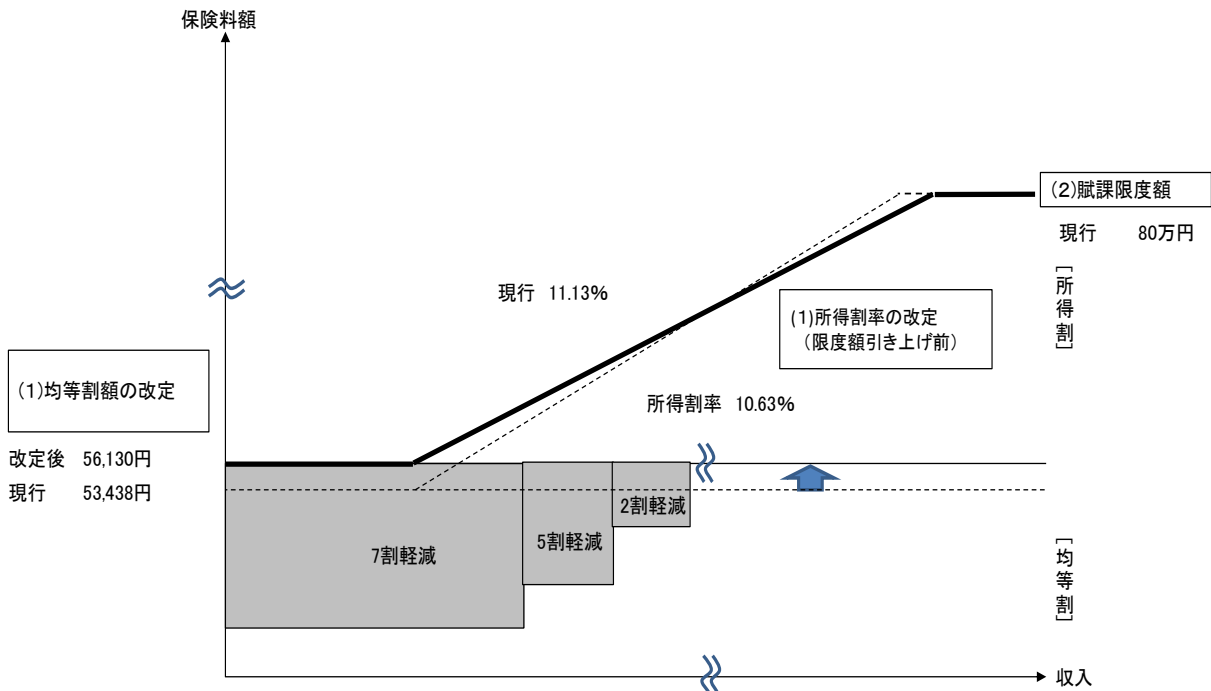 保険料額
(2)賦課限度額
現行 80万円
[所得割]
現行 11.13%
(1)所得割率の改定
(限度額引き上げ前)
(1)均等割額の改定
所得割率 10.63%
改定後 56,130円
現行 53,438円
2割軽減
5割軽減
7割軽減
[均等割]
収入